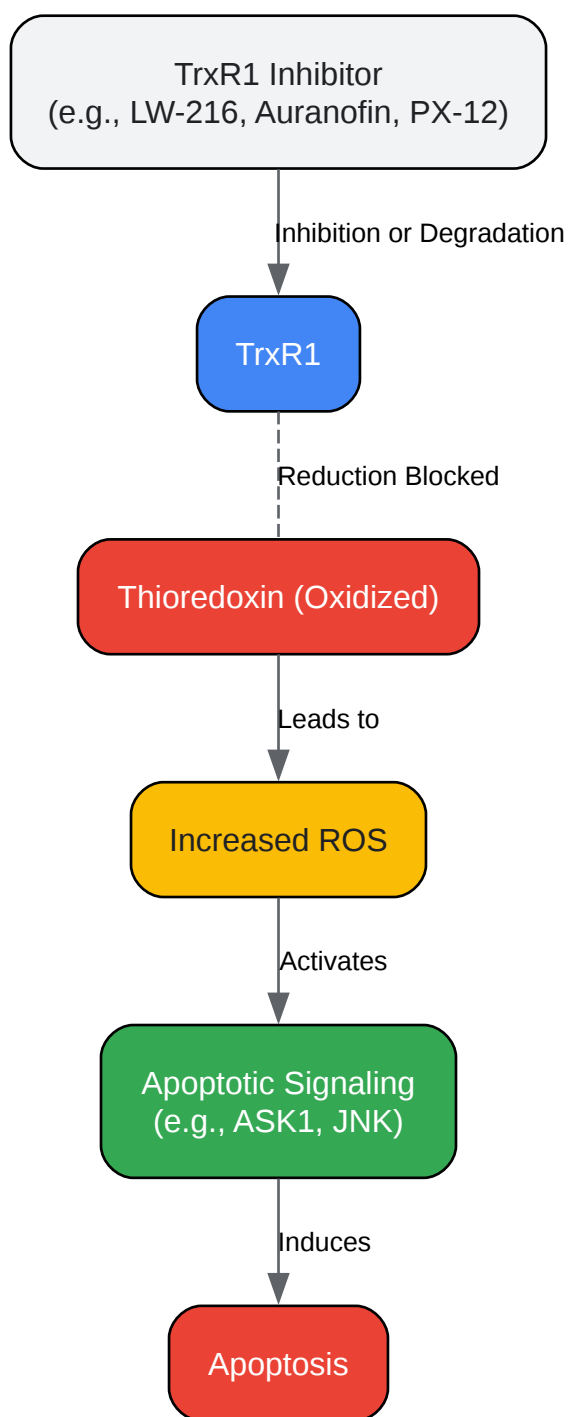 TrxR1 Inhibitor
(e.g., LW-216, Auranofin, PX-12)
Inhibition or Degradation
TrxR1
Reduction Blocked
Thioredoxin (Oxidized)
Leads to
Increased ROS
Activates
Apoptotic Signaling
(e.g., ASK1, JNK)
Induces
Apoptosis